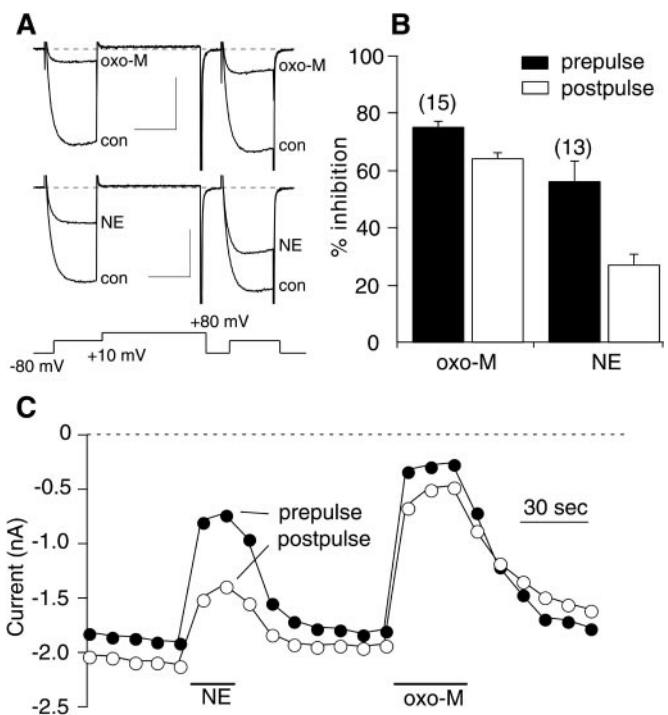 A
oxo-M
oxo-M
con
con
NE
NE
con
con
+80 mV
-80 mV
+10 mV
B
100
80
60
40
20
0
% inhibition
prepulse
postpulse
(15)
(13)
oxo-M
NE
C
0
-0.5
-1.0
-1.5
-2.0
-2.5
Current (nA)
prepulse
postpulse
30 sec
NE
oxo-M